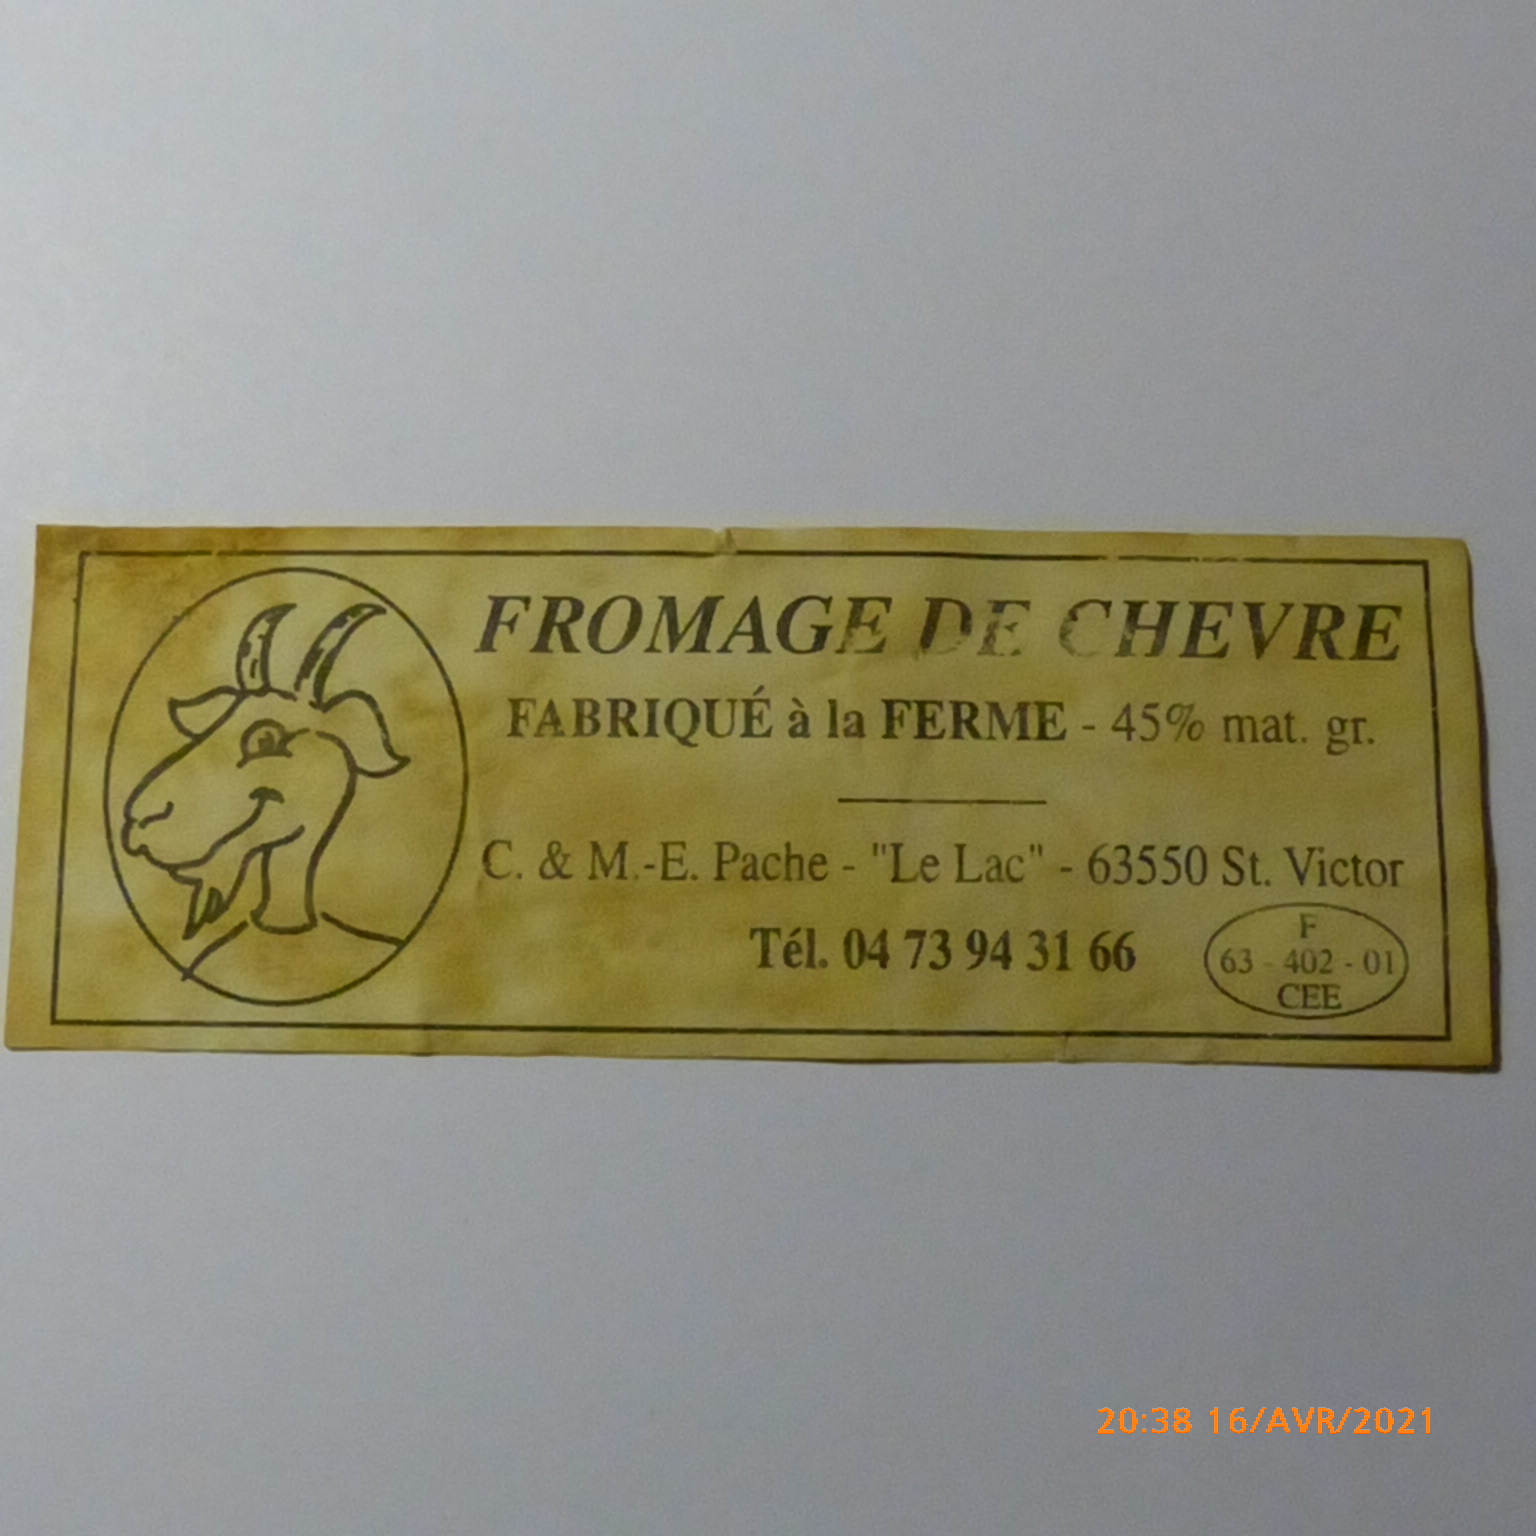 FROMAGE DE CHEVRE
FABRIQUÉ à la FERME - 45% mat. gr.
C. & M.-E. Pache - "Le Lac" - 63550 St. Victor
Tél. 04 73 94 31 66
F
63 - 402 - 01
CEE
20:38 16/AVR/2021